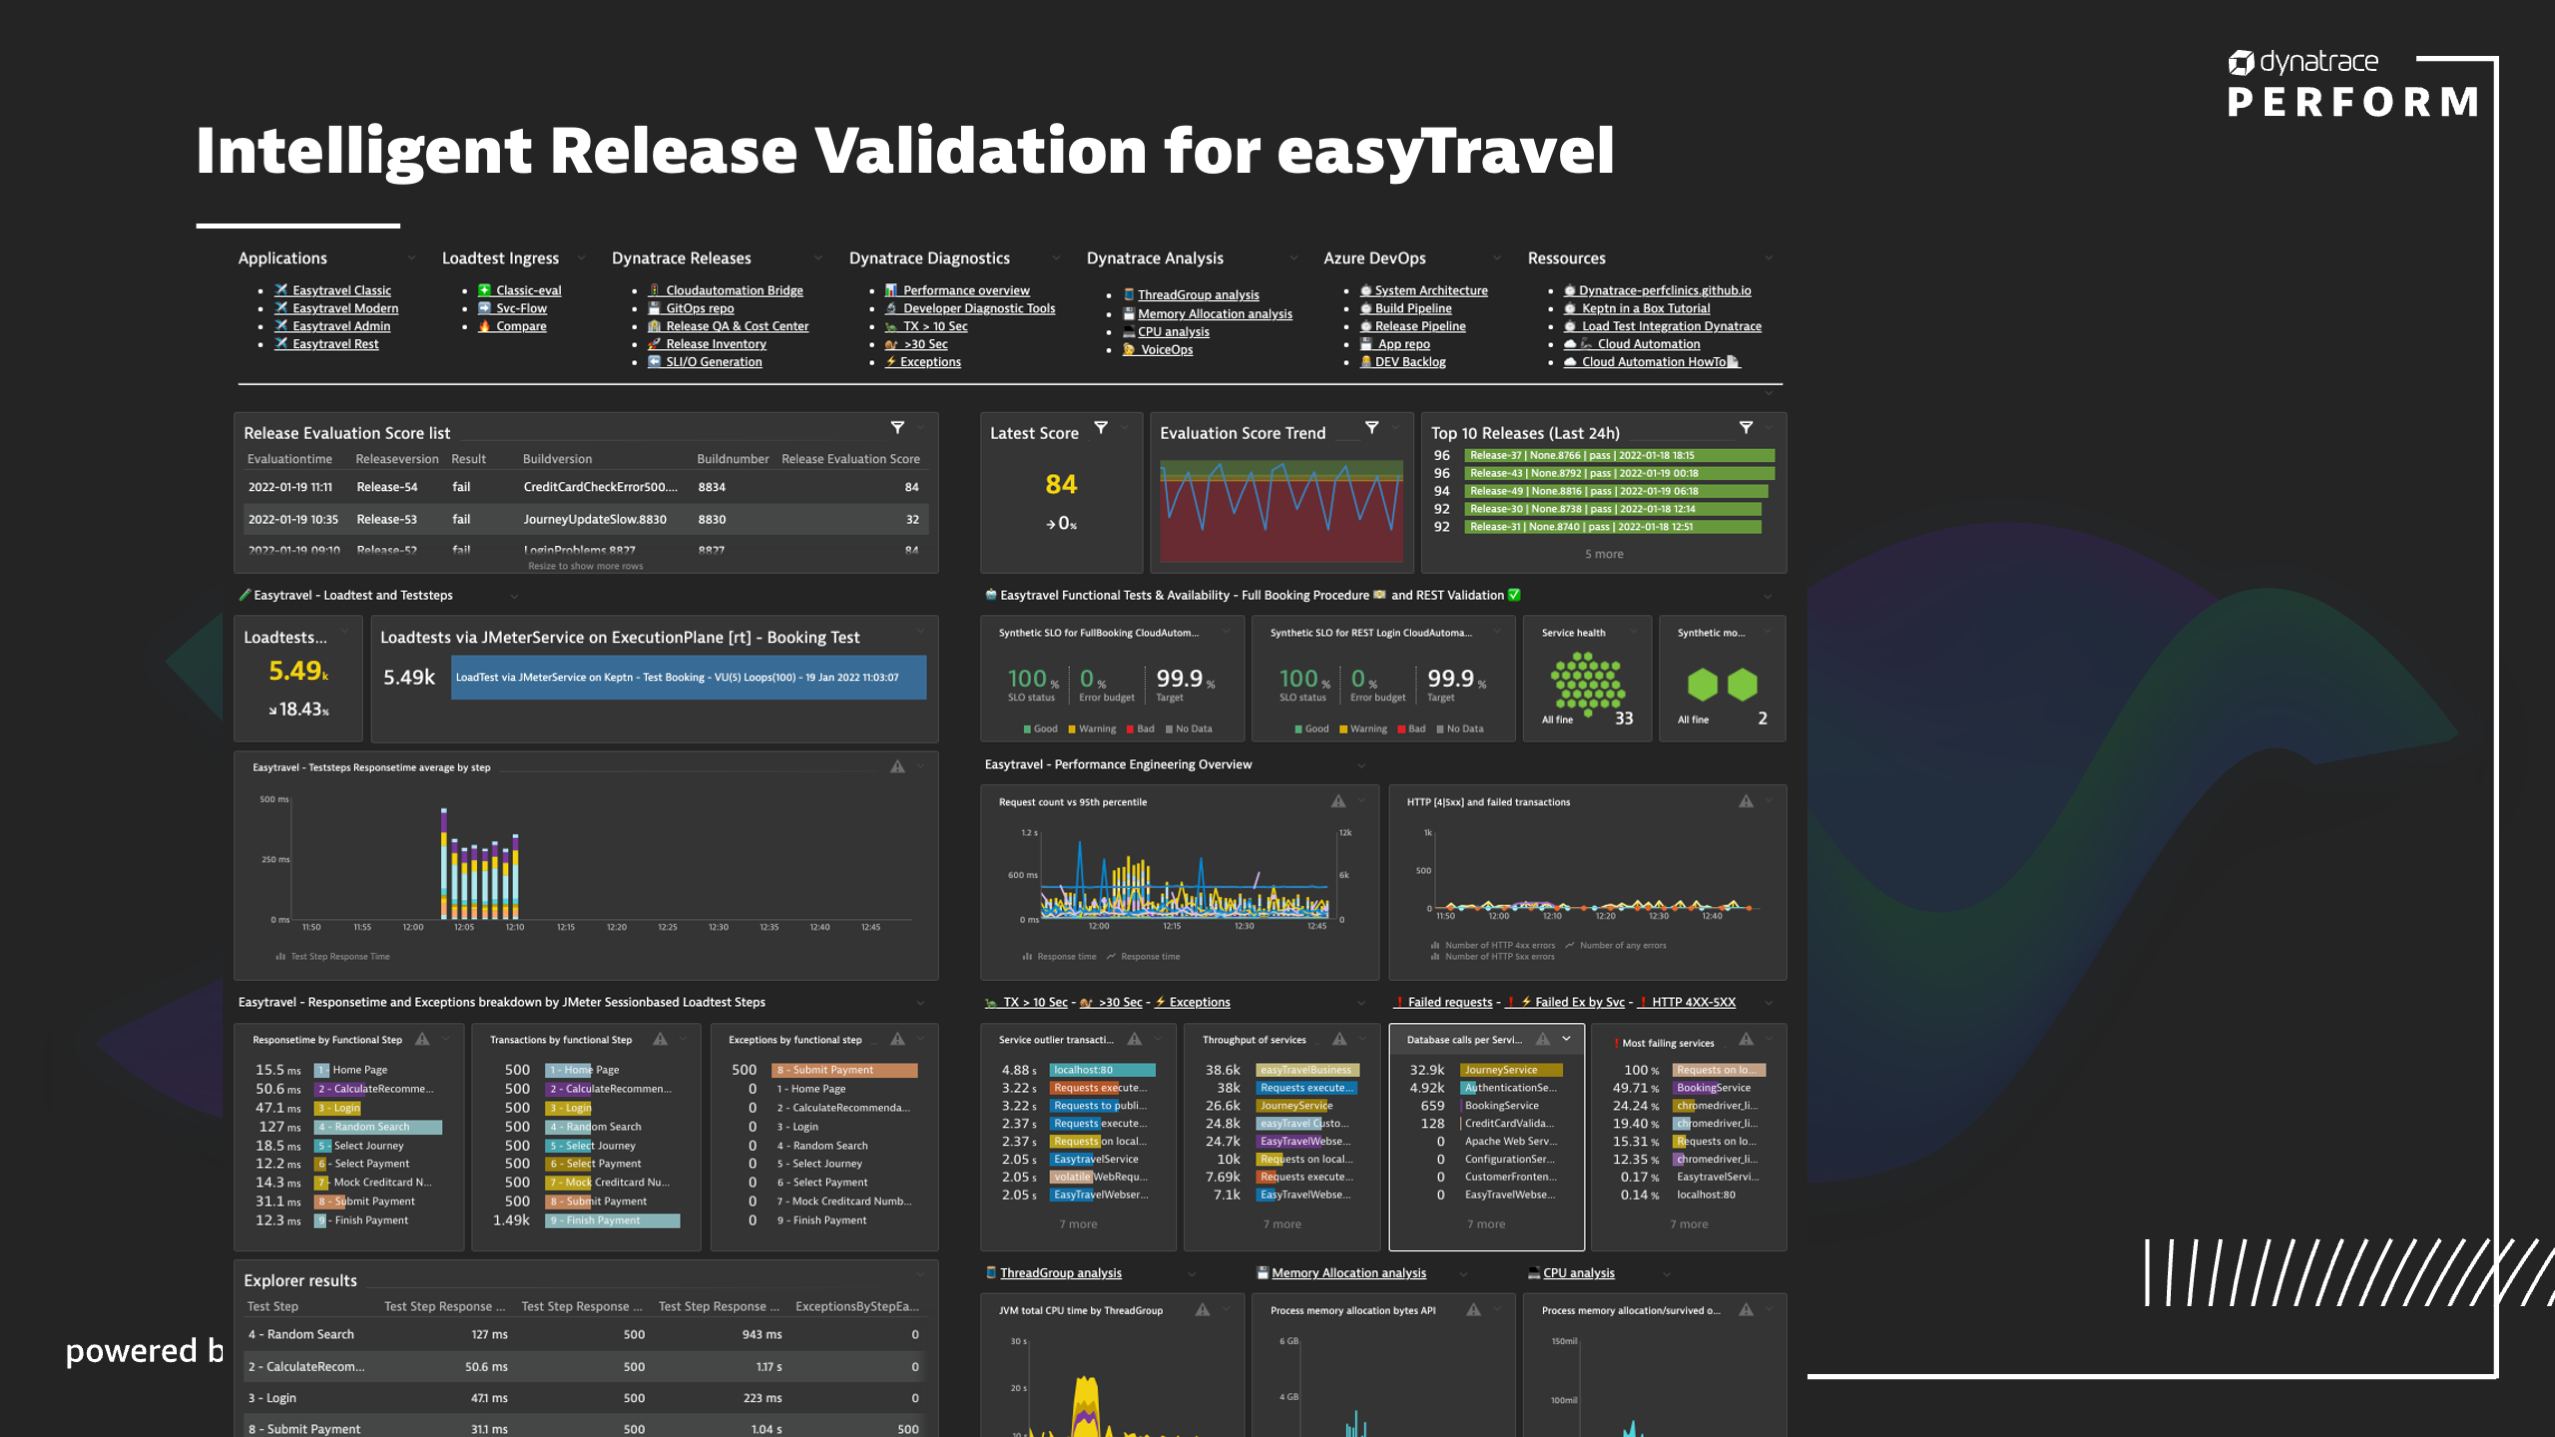 dynatrace
PERFORM
Intelligent Release Validation for easyTravel
Applications
Easytravel Classic
Easytravel Modern
Easytravel Admin
Easytravel Rest
Loadtest Ingress
Classic-eval
Svc-Flow
Compare
Dynatrace Releases
Cloudautomation Bridge
GitOps repo
Release QA & Cost Center
Release Inventory
SLI/O Generation
Dynatrace Diagnostics
Performance overview
Developer Diagnostic Tools
TX > 10 Sec
>30 Sec
Exceptions
Dynatrace Analysis
ThreadGroup analysis
Memory Allocation analysis
CPU analysis
VoiceOps
Azure DevOps
System Architecture
Build Pipeline
Release Pipeline
App repo
DEV Backlog
Ressources
Dynatrace-perfclinics.github.io
Keptn in a Box Tutorial
Load Test Integration Dynatrace
Cloud Automation
Cloud Automation HowTo
Release Evaluation Score list
Evaluationtime Releaseversion Result Buildversion Buildnumber Release Evaluation Score
2022-01-19 11:11 Release-54 fail CreditCardCheckError500.... 8834 84
2022-01-19 10:35 Release-53 fail JourneyUpdateSlow.8830 8830 32
2022-01-19 09:10 Release-52 fail LoginProblems.8827 8827 84
Resize to show more rows
Latest Score
84
→0%
Evaluation Score Trend
Top 10 Releases (Last 24h)
96 Release-37 | None.8766 | pass | 2022-01-18 18:15
96 Release-43 | None.8792 | pass | 2022-01-19 00:18
94 Release-49 | None.8816 | pass | 2022-01-19 06:18
92 Release-30 | None.8738 | pass | 2022-01-18 12:14
92 Release-31 | None.8740 | pass | 2022-01-18 12:51
5 more
Easytravel - Loadtest and Teststeps
Loadtests...
5.49k
18.43%
Loadtests via JMeterService on ExecutionPlane [rt] - Booking Test
5.49k LoadTest via JMeterService on Keptn - Test Booking - VU(5) Loops(100) - 19 Jan 2022 11:03:07
Easytravel Functional Tests & Availability - Full Booking Procedure and REST Validation
Synthetic SLO for FullBooking CloudAutom...
100 % 0 % 99.9 %
SLO status Error budget Target
Good Warning Bad No Data
Synthetic SLO for REST Login CloudAutoma...
100 % 0 % 99.9 %
SLO status Error budget Target
Good Warning Bad No Data
Service health
All fine 33
Synthetic mo...
All fine 2
Easytravel - Teststeps Responsetime average by step
500 ms
250 ms
0 ms
11:50 11:55 12:00 12:05 12:10 12:15 12:20 12:25 12:30 12:35 12:40 12:45
Test Step Response Time
Easytravel - Performance Engineering Overview
Request count vs 95th percentile
1.2 s 12k
600 ms 6k
0 ms 0
12:00 12:15 12:30 12:45
Response time Response time
HTTP [4|5xx] and failed transactions
1k
500
0
11:50 12:00 12:10 12:20 12:30 12:40
Number of HTTP 4xx errors Number of any errors
Number of HTTP 5xx errors
Easytravel - Responsetime and Exceptions breakdown by JMeter Sessionbased Loadtest Steps
Responsetime by Functional Step
15.5 ms 1 - Home Page
50.6 ms 2 - CalculateRecomme...
47.1 ms 3 - Login
127 ms 4 - Random Search
18.5 ms 5 - Select Journey
12.2 ms 6 - Select Payment
14.3 ms 7 - Mock Creditcard N...
31.1 ms 8 - Submit Payment
12.3 ms 9 - Finish Payment
Transactions by functional Step
500 1 - Home Page
500 2 - CalculateRecommen...
500 3 - Login
500 4 - Random Search
500 5 - Select Journey
500 6 - Select Payment
500 7 - Mock Creditcard Nu...
500 8 - Submit Payment
1.49k 9 - Finish Payment
Exceptions by functional step
500 8 - Submit Payment
0 1 - Home Page
0 2 - CalculateRecommenda...
0 3 - Login
0 4 - Random Search
0 5 - Select Journey
0 6 - Select Payment
0 7 - Mock Creditcard Numb...
0 9 - Finish Payment
TX > 10 Sec - >30 Sec - Exceptions
Failed requests - Failed Ex by Svc - HTTP 4XX-5XX
Service outlier transacti...
4.88 s localhost:80
3.22 s Requests execute...
3.22 s Requests to publi...
2.37 s Requests execute...
2.37 s Requests on local...
2.05 s EasytravelService
2.05 s volatile WebRequ...
2.05 s EasyTravelWebser...
7 more
Throughput of services
38.6k easyTravelBusiness
38k Requests execute...
26.6k JourneyService
24.8k easyTravel Custo...
24.7k EasyTravelWebse...
10k Requests on local...
7.69k Requests execute...
7.1k EasyTravelWebse...
7 more
Database calls per Servi...
32.9k JourneyService
4.92k AuthenticationSe...
659 BookingService
128 CreditCardValida...
0 Apache Web Serv...
0 ConfigurationSer...
0 CustomerFronten...
0 EasyTravelWebse...
7 more
Most failing services
100 % Requests on lo...
49.71 % BookingService
24.24 % chromedriver_li...
19.40 % chromedriver_li...
15.31 % Requests on lo...
12.35 % chromedriver_li...
0.17 % EasytravelServi...
0.14 % localhost:80
7 more
Explorer results
Test Step Test Step Response ... Test Step Response ... Test Step Response ... ExceptionsByStepEa...
4 - Random Search 127 ms 500 943 ms 0
2 - CalculateRecom... 50.6 ms 500 1.17 s 0
3 - Login 47.1 ms 500 223 ms 0
8 - Submit Payment 31.1 ms 500 1.04 s 500
ThreadGroup analysis
JVM total CPU time by ThreadGroup
30 s
20 s
10 s
Memory Allocation analysis
Process memory allocation bytes API
6 GB
4 GB
CPU analysis
Process memory allocation/survived o...
150mil
100mil
powered b